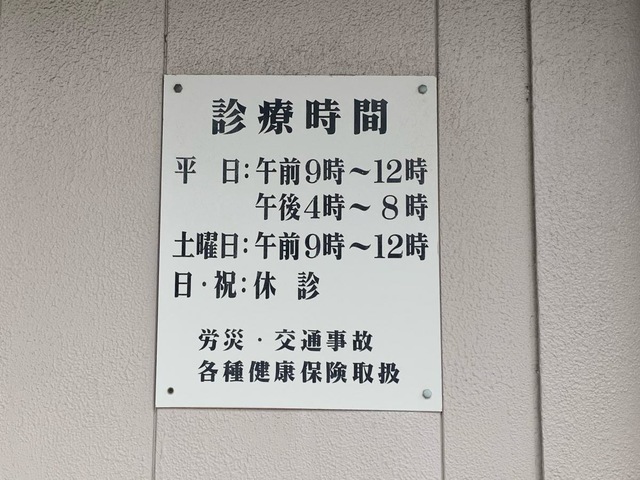 診療時間
平 日:午前9時～12時
午後4時～8時
土曜日:午前9時～12時
日・祝:休 診
労災・交通事故
各種健康保険取扱